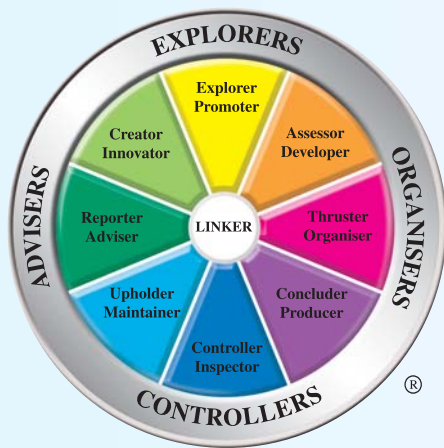 EXPLORERS
Explorer
Promoter
Creator
Innovator
Assessor
Developer
ADVISERS
ORGANISERS
Reporter
Adviser
LINKER
Thruster
Organiser
Upholder
Maintainer
Concluder
Producer
Controller
Inspector
CONTROLLERS
®